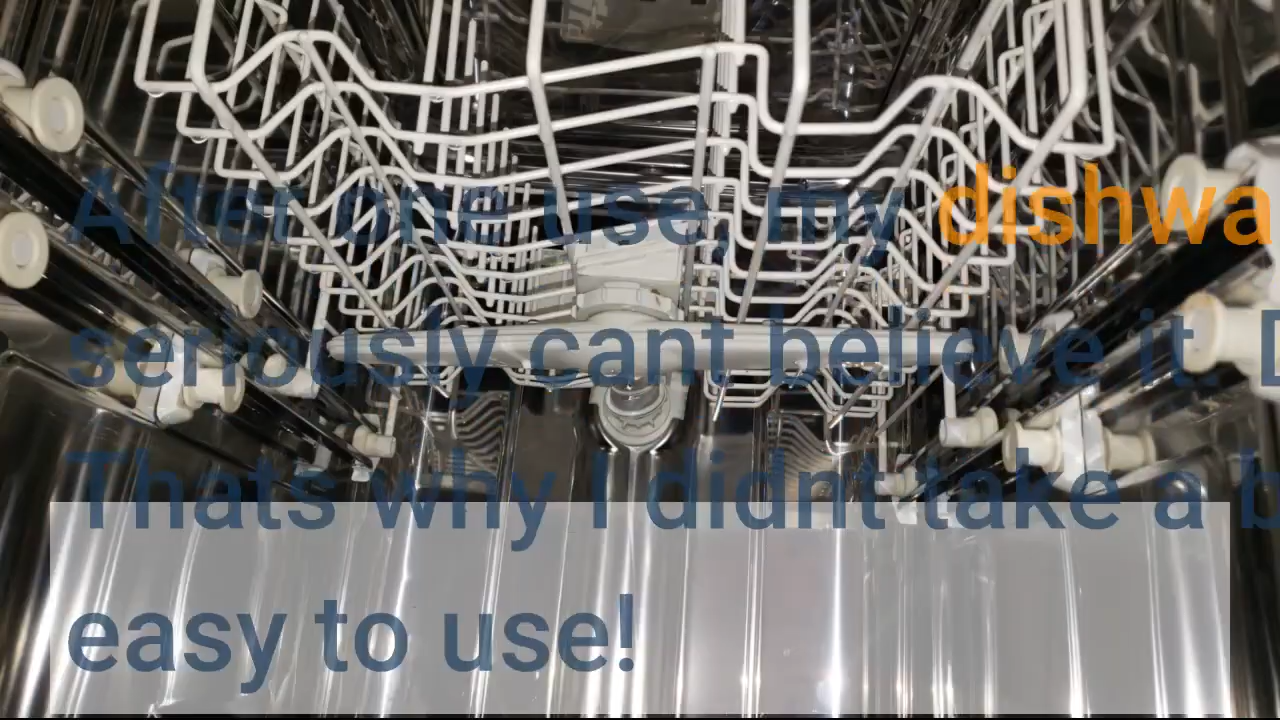 After one use, my dishwa
seriously cant believe it. D
Thats why I didnt take a b
easy to use!